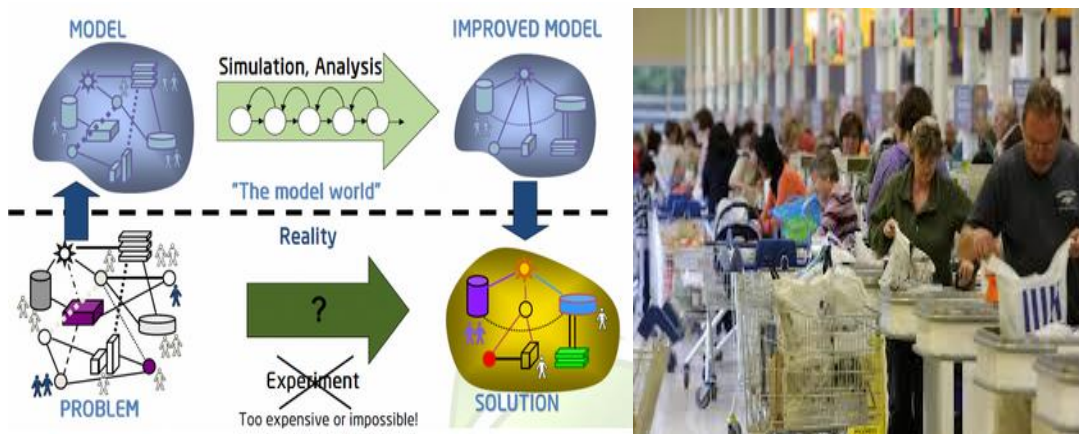 MODEL
IMPROVED MODEL
Simulation, Analysis
"The model world"
Reality
?
Experiment
Too expensive or impossible!
PROBLEM
SOLUTION